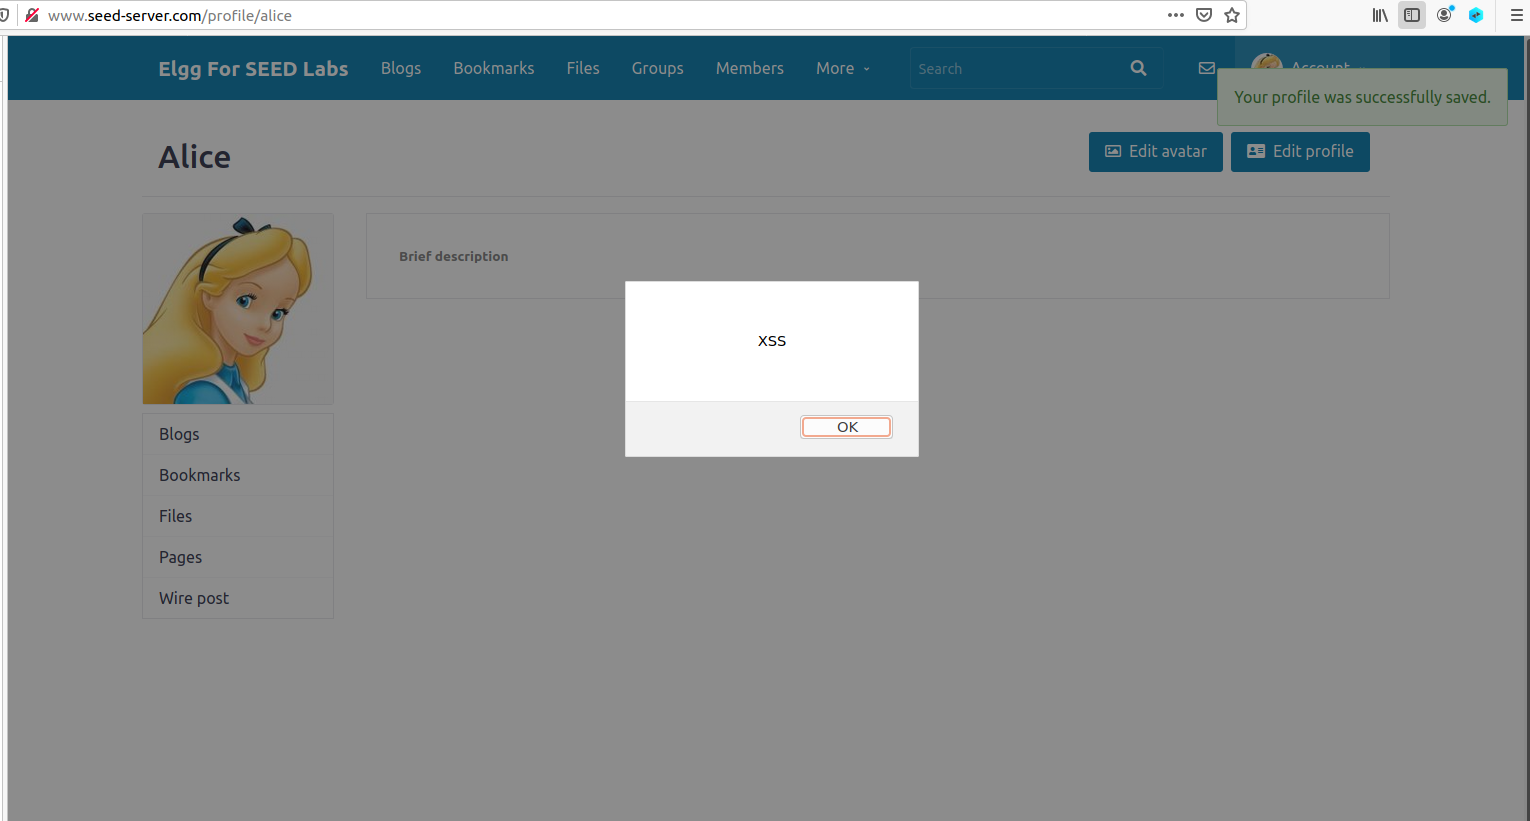 www.seed-server.com/profile/alice
Elgg For SEED Labs Blogs Bookmarks Files Groups Members More Search Account
Your profile was successfully saved.
Alice
Edit avatar Edit profile
Brief description
XSS
OK
Blogs
Bookmarks
Files
Pages
Wire post